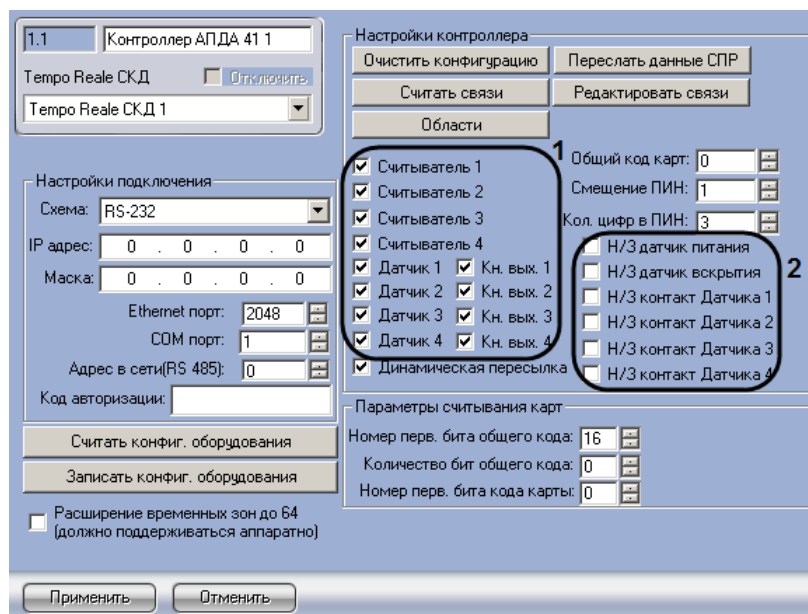 1.1 Контроллер АПДА 41 1
Tempo Reale СКД Отключить
Tempo Reale СКД 1
Настройки подключения
Схема: RS-232
IP адрес: 0 . 0 . 0 . 0
Маска: 0 . 0 . 0 . 0
Ethernet порт: 2048
COM порт: 1
Адрес в сети(RS 485): 0
Код авторизации:
Считать конфиг. оборудования
Записать конфиг. оборудования
Расширение временных зон до 64
(должно поддерживаться аппаратно)
Настройки контроллера
Очистить конфигурацию Переслать данные СПР
Считать связи Редактировать связи
Области
1
Считыватель 1
Считыватель 2
Считыватель 3
Считыватель 4
Датчик 1 Кн. вых. 1
Датчик 2 Кн. вых. 2
Датчик 3 Кн. вых. 3
Датчик 4 Кн. вых. 4
Динамическая пересылка
Общий код карт: 0
Смещение ПИН: 1
Кол. цифр в ПИН: 3
2
Н/З датчик питания
Н/З датчик вскрытия
Н/З контакт Датчика 1
Н/З контакт Датчика 2
Н/З контакт Датчика 3
Н/З контакт Датчика 4
Параметры считывания карт
Номер перв. бита общего кода: 16
Количество бит общего кода: 0
Номер перв. бита кода карты: 0
Применить Отменить